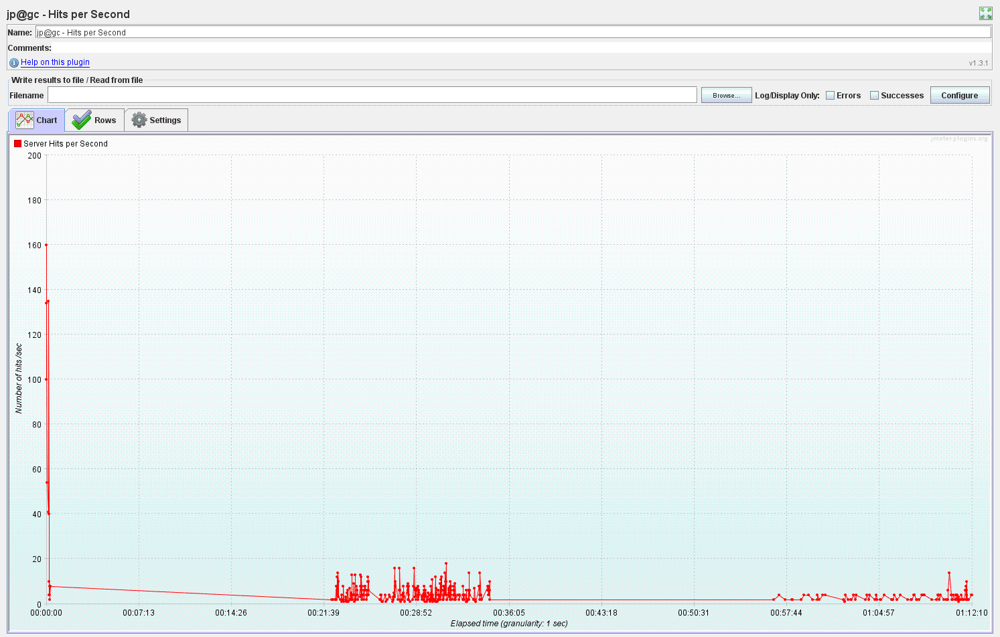 jp@gc - Hits per Second
Name: jp@gc - Hits per Second
Comments:
Help on this plugin
v1.3.1
Write results to file / Read from file
Filename Browse... Log/Display Only: Errors Successes Configure
Chart Rows Settings
Server Hits per Second
jmeter-plugins.org
200
180
160
140
120
100
80
60
40
20
0
Number of hits /sec
00:00:00 00:07:13 00:14:26 00:21:39 00:28:52 00:36:05 00:43:18 00:50:31 00:57:44 01:04:57 01:12:10
Elapsed time (granularity: 1 sec)